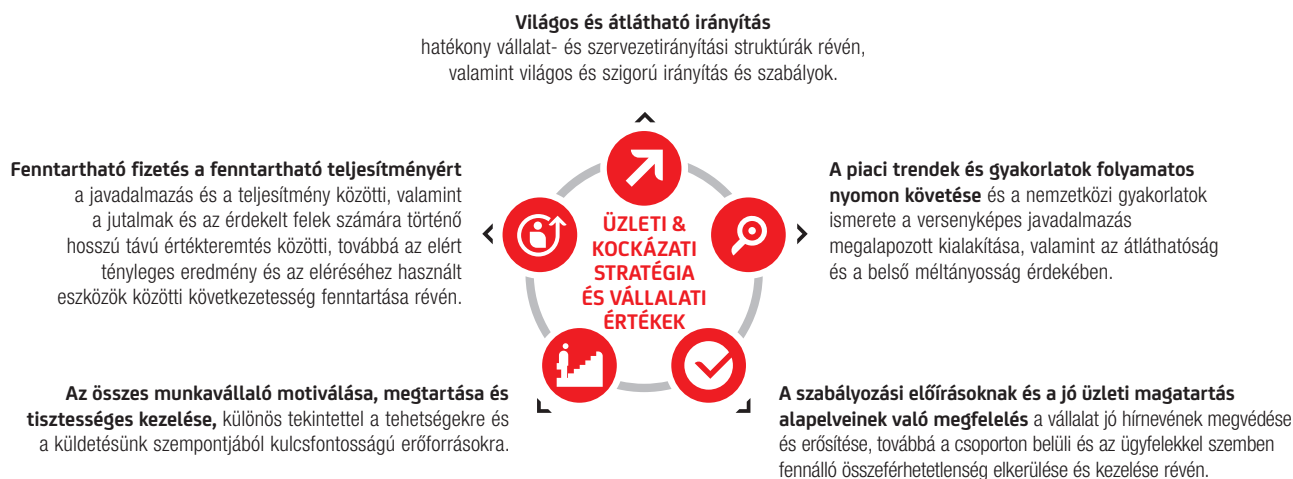 Világos és átlátható irányítás
hatékony vállalat- és szervezetirányítási struktúrák révén,
valamint világos és szigorú irányítás és szabályok.
Fenntartható fizetés a fenntartható teljesítményért
a javadalmazás és a teljesítmény közötti, valamint
a jutalmak és az érdekelt felek számára történő
hosszú távú értékteremtés közötti, továbbá az elért
tényleges eredmény és az eléréséhez használt
eszközök közötti következetesség fenntartása révén.
ÜZLETI &
KOCKÁZATI
STRATÉGIA
ÉS VÁLLALATI
ÉRTÉKEK
A piaci trendek és gyakorlatok folyamatos
nyomon követése és a nemzetközi gyakorlatok
ismerete a versenyképes javadalmazás
megalapozott kialakítása, valamint az átláthatóság
és a belső méltányosság érdekében.
Az összes munkavállaló motiválása, megtartása és
tisztességes kezelése, különös tekintettel a tehetségekre és
a küldetésünk szempontjából kulcsfontosságú erőforrásokra.
A szabályozási előírásoknak és a jó üzleti magatartás
alapelveinek való megfelelés a vállalat jó hírnevének megvédése
és erősítése, továbbá a csoporton belüli és az ügyfelekkel szemben
fennálló összeférhetetlenség elkerülése és kezelése révén.